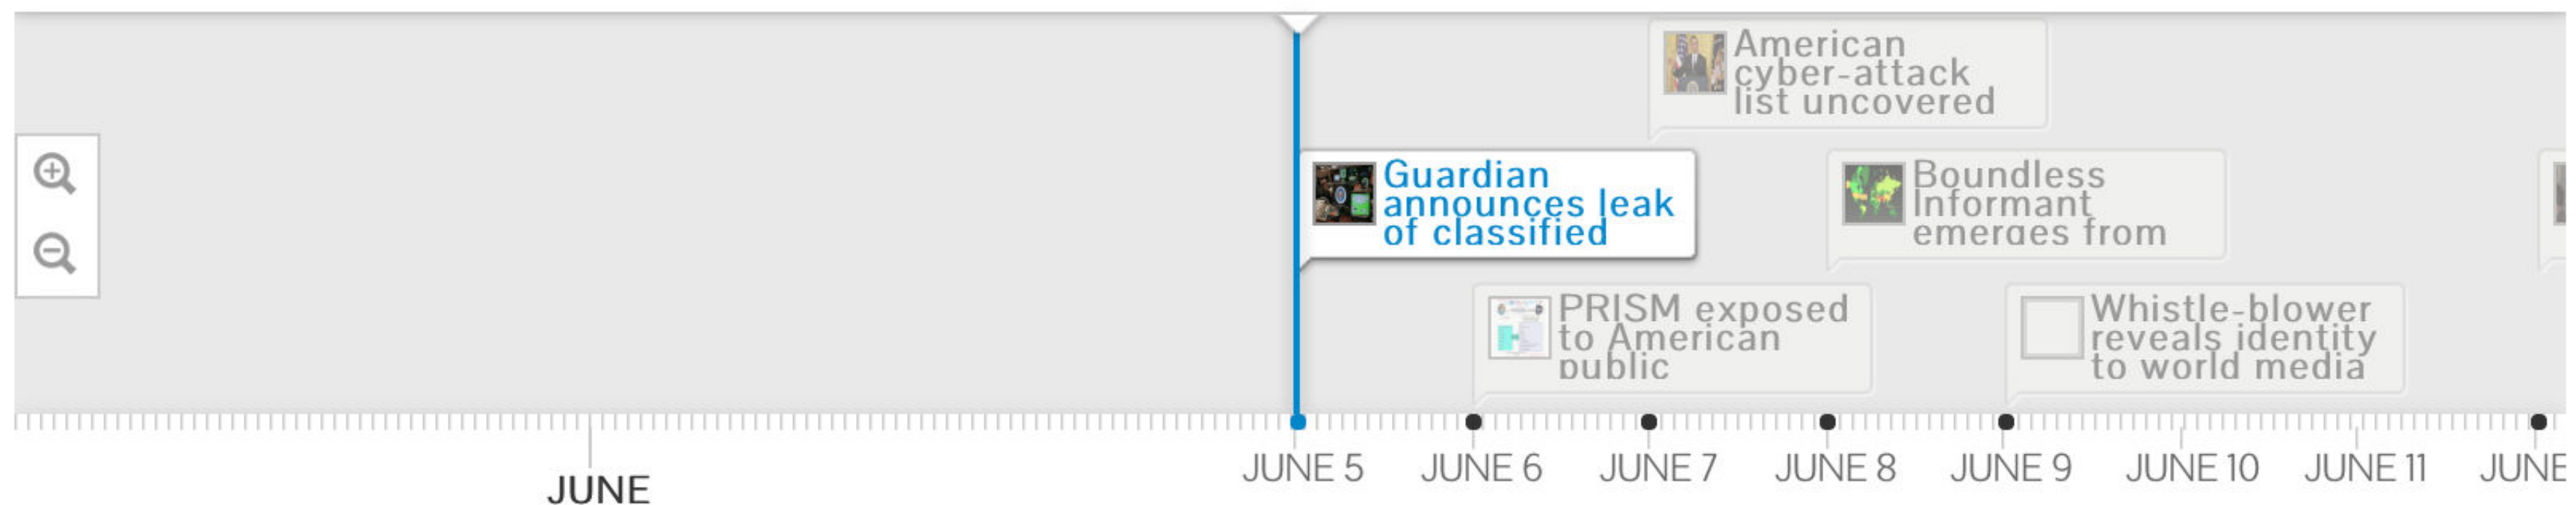 American
cyber-attack
list uncovered
Guardian
announces leak
of classified
Boundless
Informant
emerges from
PRISM exposed
to American
public
Whistle-blower
reveals identity
to world media
JUNE
JUNE 5
JUNE 6
JUNE 7
JUNE 8
JUNE 9
JUNE 10
JUNE 11
JUNE